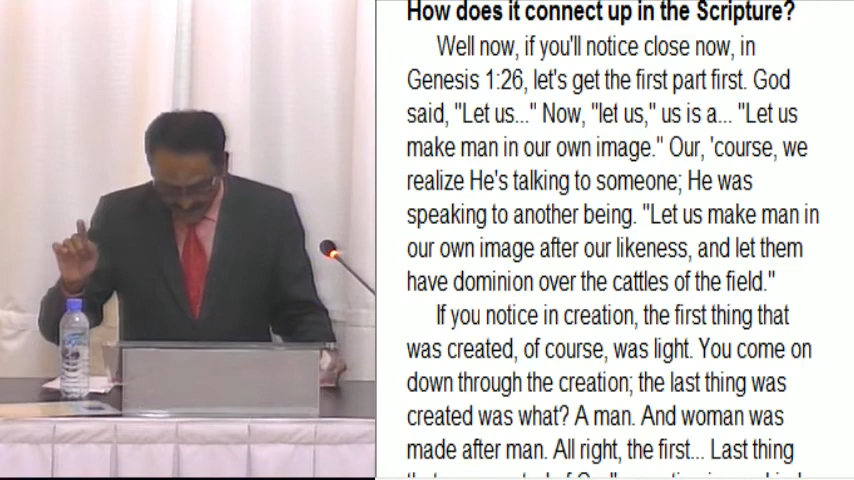 How does it connect up in the Scripture?
Well now, if you'll notice close now, in
Genesis 1:26, let's get the first part first. God
said, "Let us..." Now, "let us," us is a... "Let us
make man in our own image." Our, 'course, we
realize He's talking to someone; He was
speaking to another being. "Let us make man in
our own image after our likeness, and let them
have dominion over the cattles of the field."
If you notice in creation, the first thing that
was created, of course, was light. You come on
down through the creation; the last thing was
created was what? A man. And woman was
made after man. All right, the first... Last thing